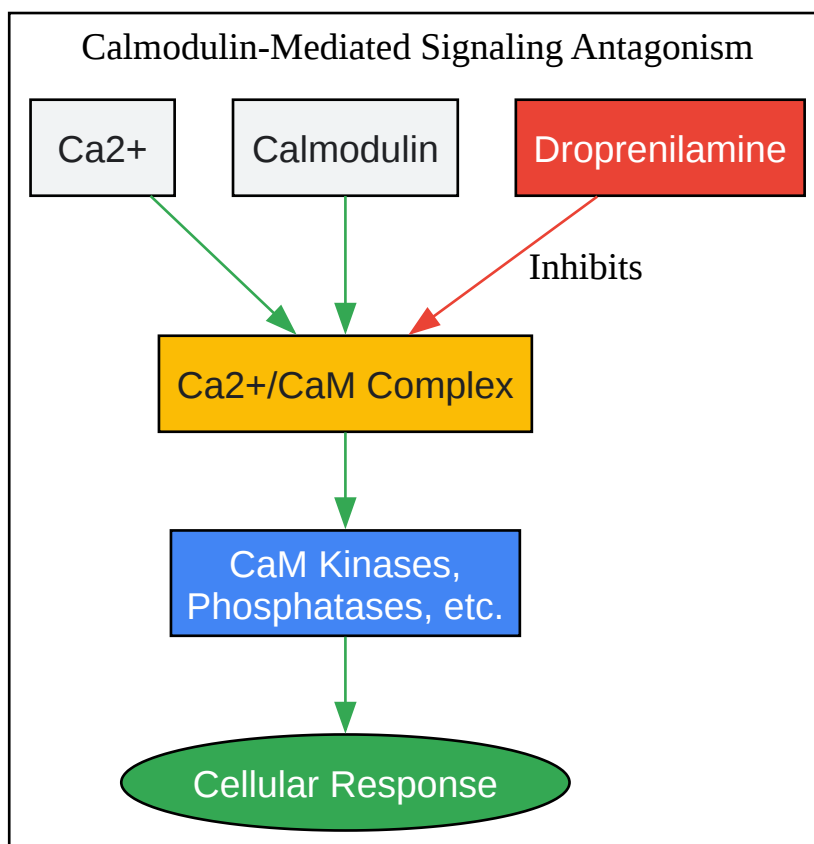 Calmodulin-Mediated Signaling Antagonism
Ca2+
Calmodulin
Droprenilamine
Inhibits
Ca2+/CaM Complex
CaM Kinases,
Phosphatases, etc.
Cellular Response